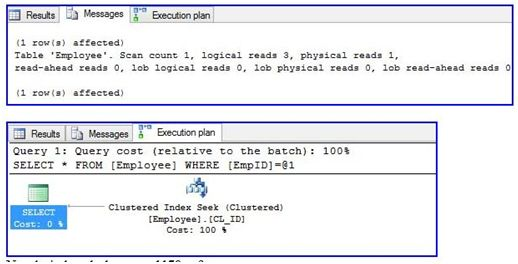 Results Messages Execution plan
(1 row(s) affected)
Table 'Employee'. Scan count 1, logical reads 3, physical reads 1,
read-ahead reads 0, lob logical reads 0, lob physical reads 0, lob read-ahead reads 0
(1 row(s) affected)
Results Messages Execution plan
Query 1: Query cost (relative to the batch): 100%
SELECT * FROM [Employee] WHERE [EmpID]=@1
SELECT
Cost: 0 %
Clustered Index Seek (Clustered)
[Employee].[CL_ID]
Cost: 100 %